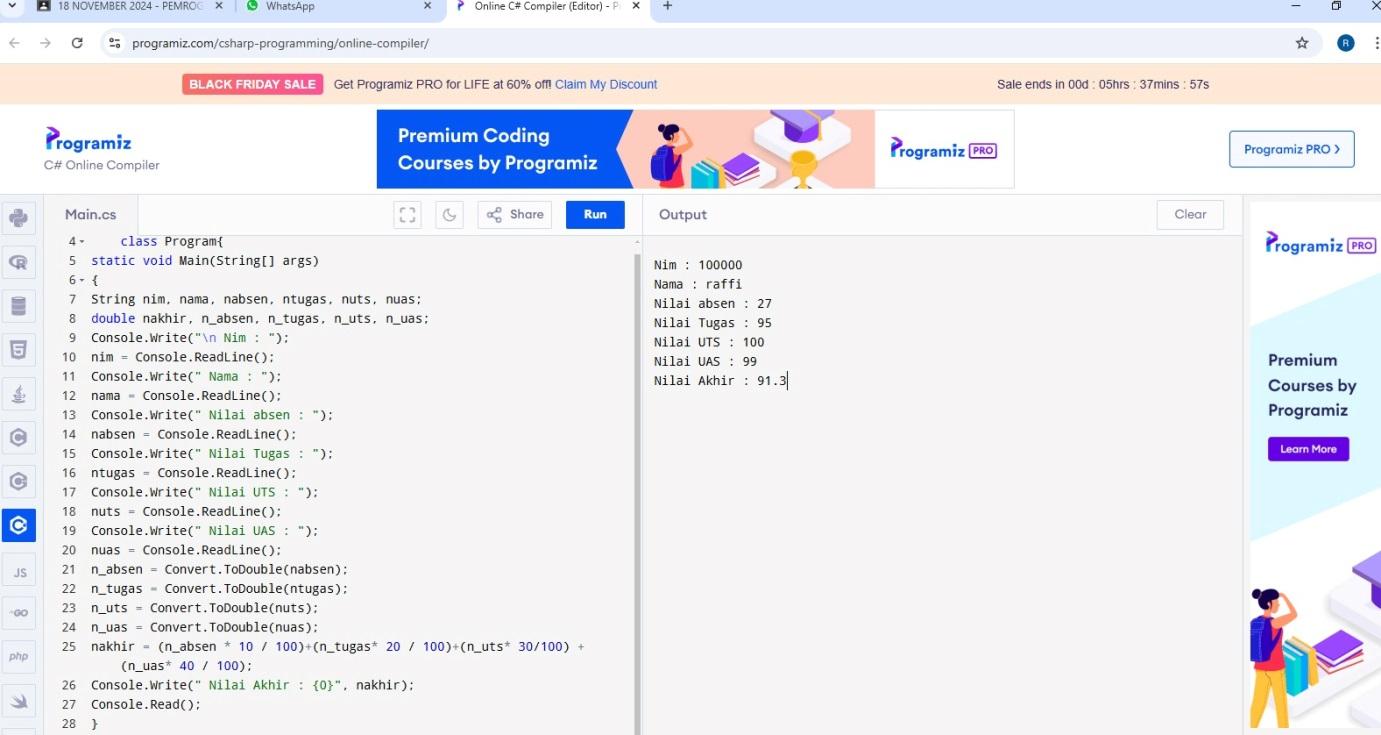 18 NOVEMBER 2024 - PEMROG
WhatsApp
Online C# Compiler (Editor) - P
programiz.com/csharp-programming/online-compiler/
R
BLACK FRIDAY SALE Get Programiz PRO for LIFE at 60% off! Claim My Discount
Sale ends in 00d : 05hrs : 37mins : 57s
Programiz
C# Online Compiler
Premium Coding
Courses by Programiz
Programiz PRO
Programiz PRO ›
Main.cs
Share
Run
Output
Clear
4 class Program{
5 static void Main(String[] args)
6 {
7 String nim, nama, nabsen, ntugas, nuts, nuas;
8 double nakhir, n_absen, n_tugas, n_uts, n_uas;
9 Console.Write("\n Nim : ");
10 nim = Console.ReadLine();
11 Console.Write(" Nama : ");
12 nama = Console.ReadLine();
13 Console.Write(" Nilai absen : ");
14 nabsen = Console.ReadLine();
15 Console.Write(" Nilai Tugas : ");
16 ntugas = Console.ReadLine();
17 Console.Write(" Nilai UTS : ");
18 nuts = Console.ReadLine();
19 Console.Write(" Nilai UAS : ");
20 nuas = Console.ReadLine();
21 n_absen = Convert.ToDouble(nabsen);
22 n_tugas = Convert.ToDouble(ntugas);
23 n_uts = Convert.ToDouble(nuts);
24 n_uas = Convert.ToDouble(nuas);
25 nakhir = (n_absen * 10 / 100)+(n_tugas* 20 / 100)+(n_uts* 30/100) +
(n_uas* 40 / 100);
26 Console.Write(" Nilai Akhir : {0}", nakhir);
27 Console.Read();
28 }
Nim : 100000
Nama : raffi
Nilai absen : 27
Nilai Tugas : 95
Nilai UTS : 100
Nilai UAS : 99
Nilai Akhir : 91.3
JS
GO
php
Programiz PRO
Premium
Courses by
Programiz
Learn More